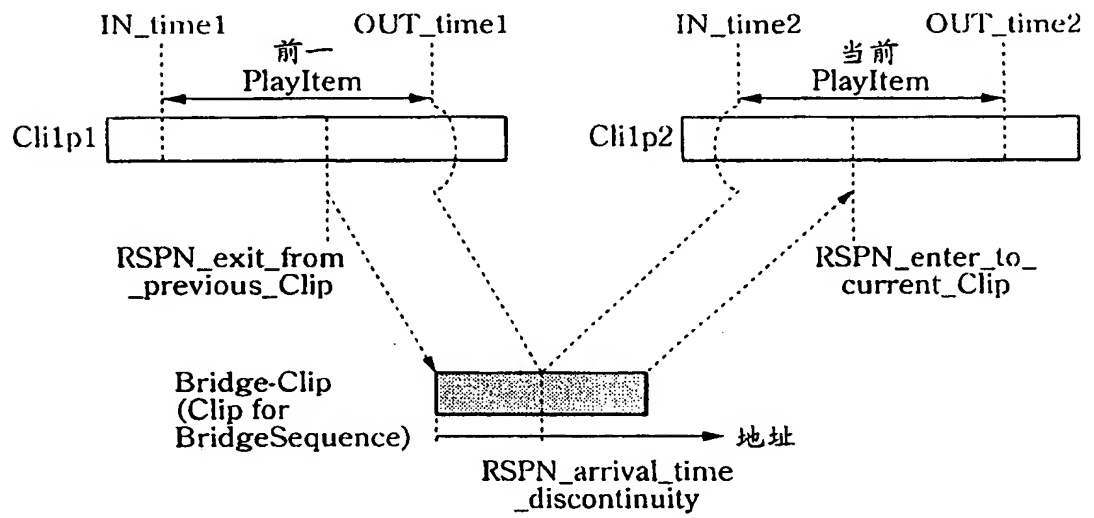 IN_time1
OUT_time1
IN_time2
OUT_time2
前一
PlayItem
当前
PlayItem
Cli1p1
Cli1p2
RSPN_exit_from
_previous_Clip
RSPN_enter_to_
current_Clip
Bridge-Clip
(Clip for
BridgeSequence)
地址
RSPN_arrival_time
_discontinuity